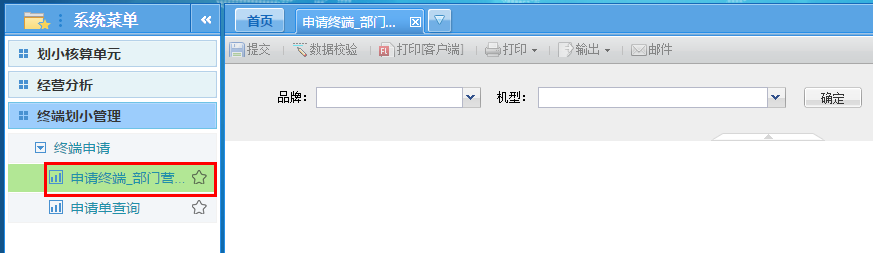 系统菜单 «
首页 申请终端_部门...
提交 数据校验 FL 打印[客户端] 打印 输出 邮件
划小核算单元
经营分析
终端划小管理
终端申请
申请终端_部门营...
申请单查询
品牌： 机型： 确定